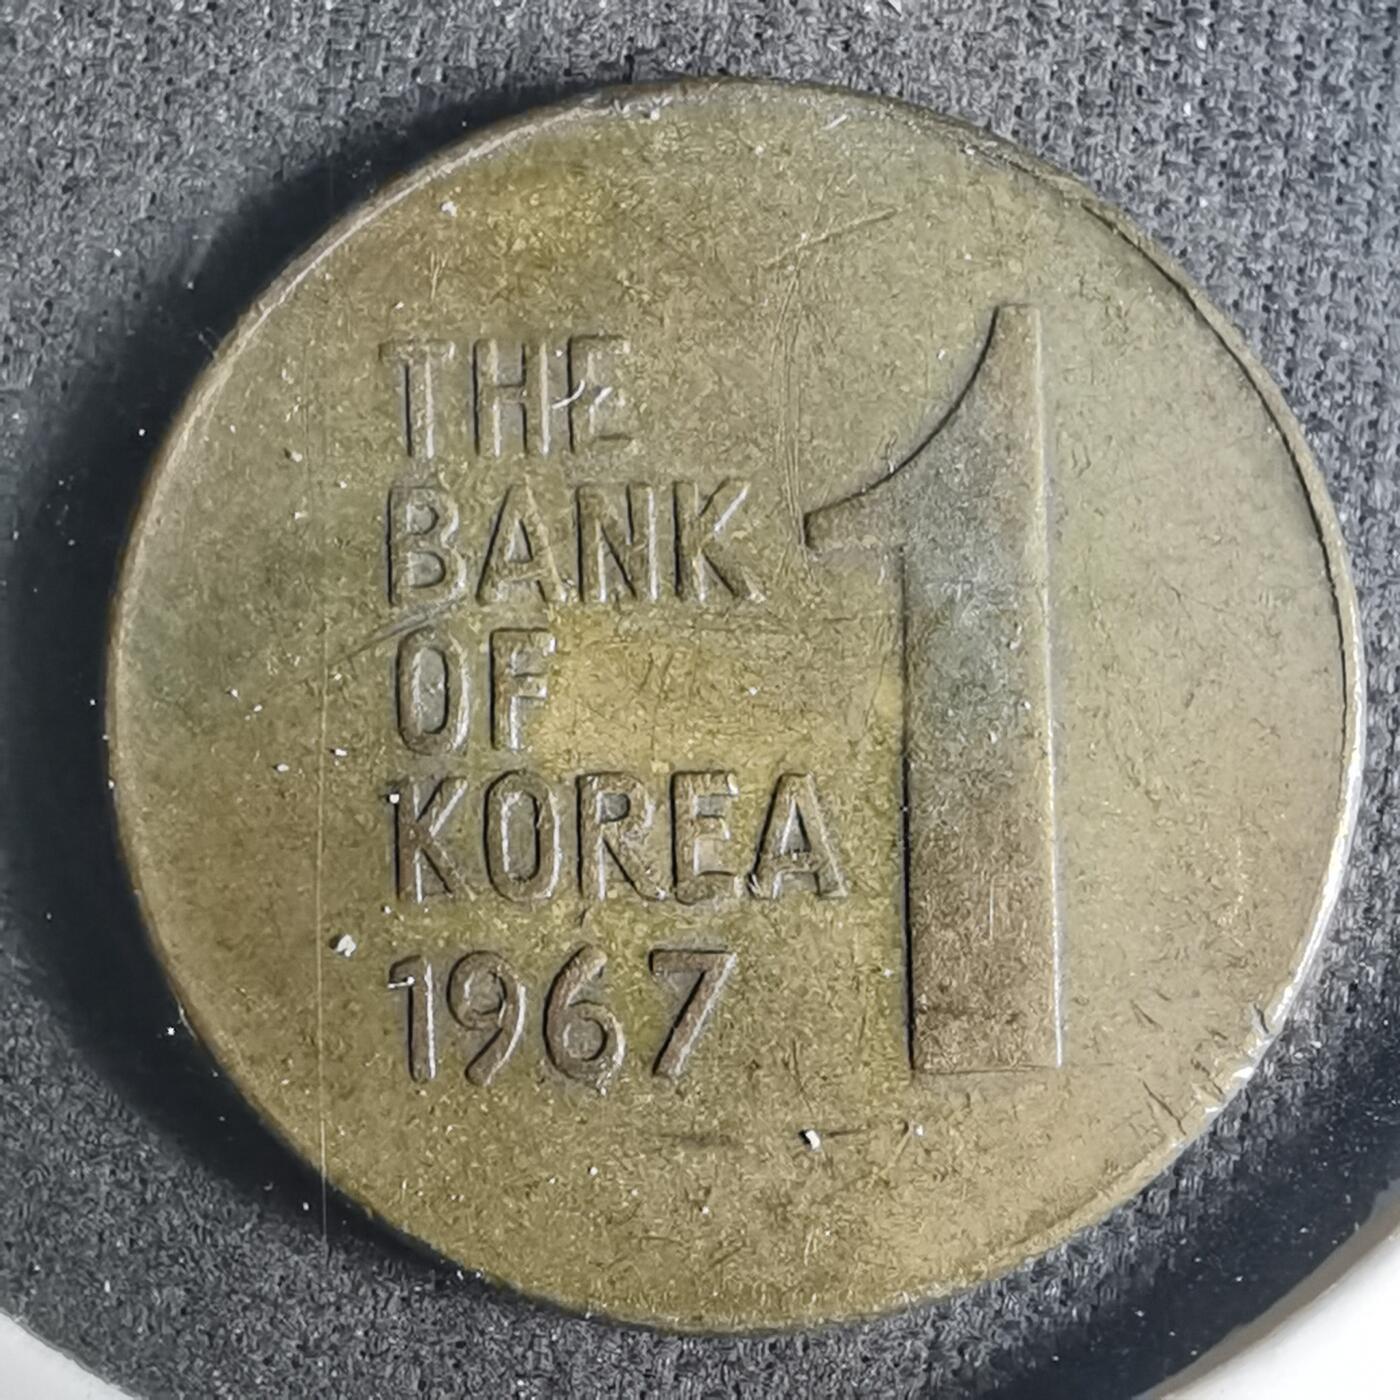 THE
BANK
OF
KOREA
1967
1